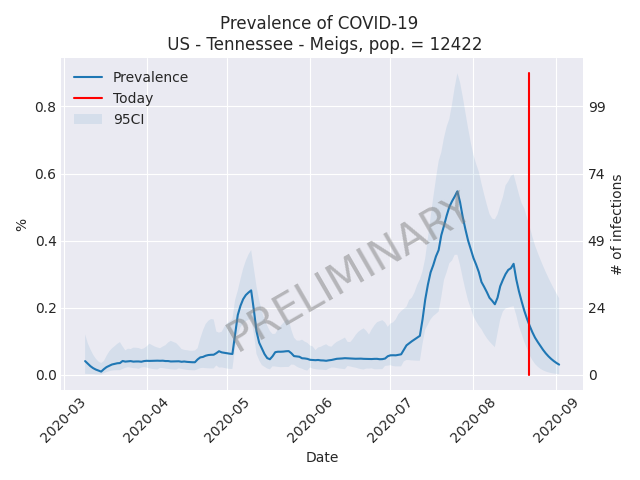 Prevalence of COVID-19
US - Tennessee - Meigs, pop. = 12422
Prevalence
Today
95CI
PRELIMINARY
%
0.8
0.6
0.4
0.2
0.0
99
74
49
24
0
# of infections
2020-03
2020-04
2020-05
2020-06
2020-07
2020-08
2020-09
Date